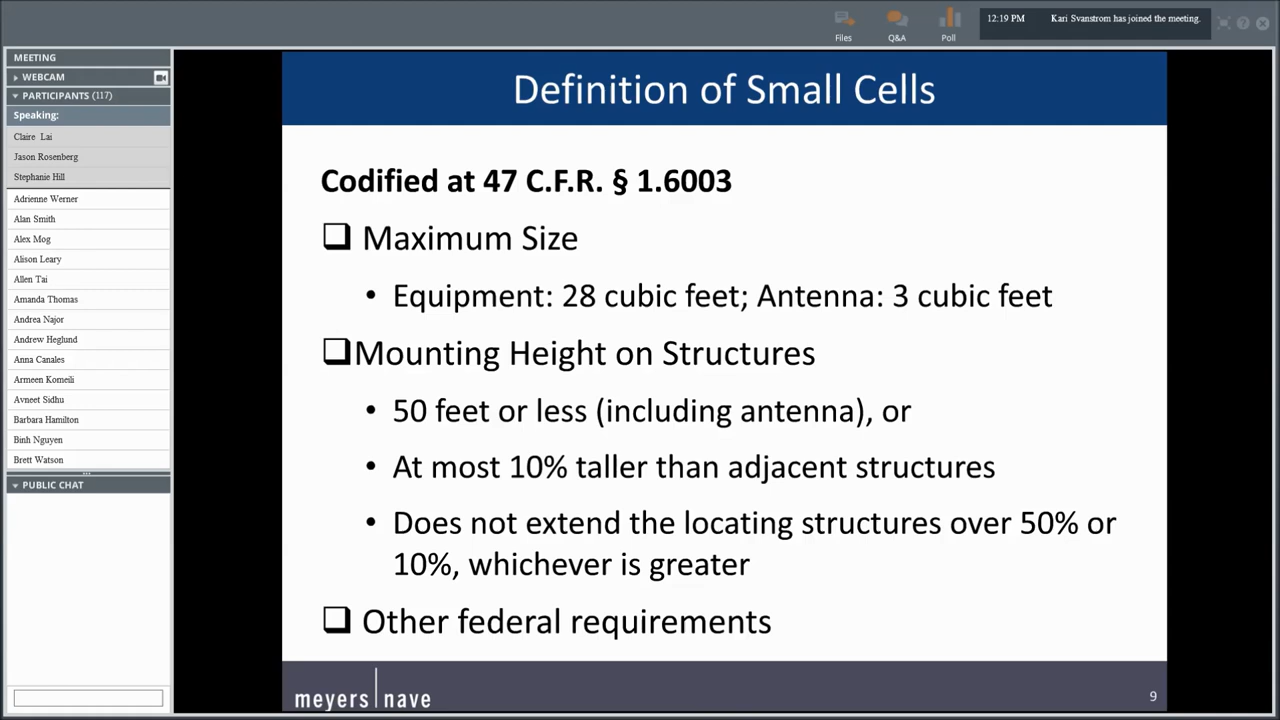 12:19 PM Kari Svanstrom has joined the meeting.
Files Q&A Poll
MEETING
WEBCAM
PARTICIPANTS (117)
Speaking:
Claire Lai
Jason Rosenberg
Stephanie Hill
Adrienne Werner
Alan Smith
Alex Mog
Alison Leary
Allen Tai
Amanda Thomas
Andrea Najor
Andrew Heglund
Anna Canales
Armeen Komeili
Avneet Sidhu
Barbara Hamilton
Binh Nguyen
Brett Watson
PUBLIC CHAT
Definition of Small Cells
Codified at 47 C.F.R. § 1.6003
❑ Maximum Size
• Equipment: 28 cubic feet; Antenna: 3 cubic feet
❑Mounting Height on Structures
• 50 feet or less (including antenna), or
• At most 10% taller than adjacent structures
• Does not extend the locating structures over 50% or
10%, whichever is greater
❑ Other federal requirements
meyers nave
9